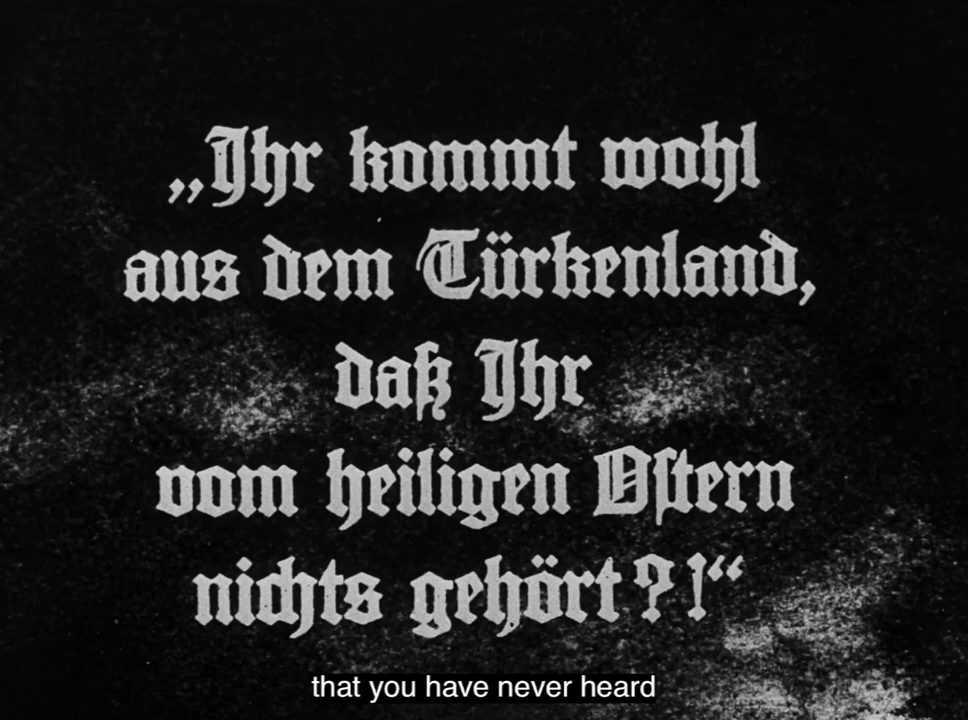 „Ihr kommt wohl
aus dem Türkenland,
daß Ihr
vom heiligen Ostern
nichts gehört?!“
that you have never heard